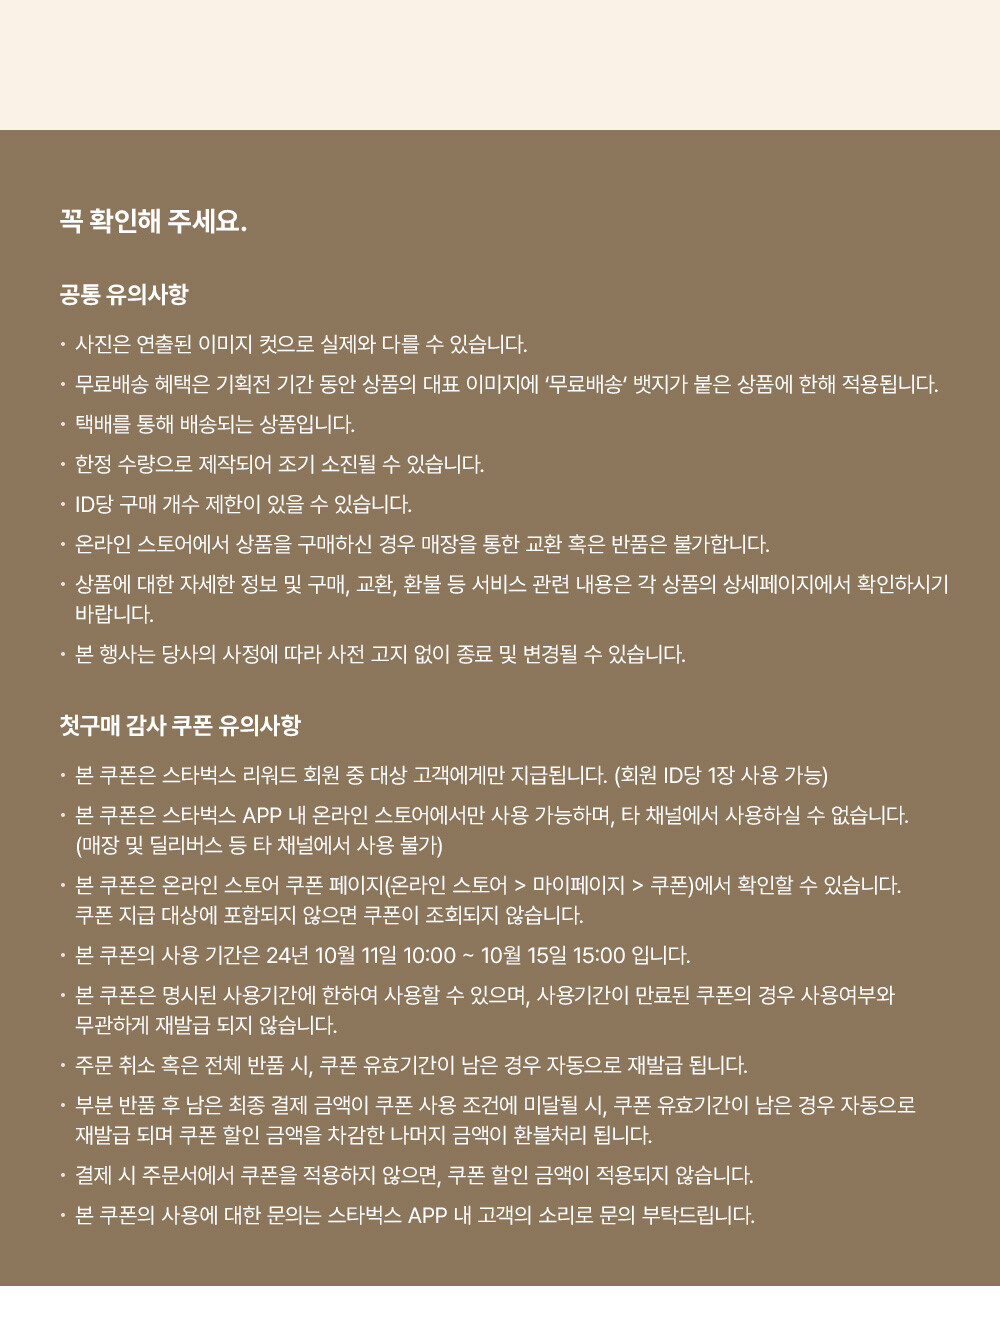 꼭 확인해 주세요.
공통 유의사항
· 사진은 연출된 이미지 컷으로 실제와 다를 수 있습니다.
· 무료배송 혜택은 기획전 기간 동안 상품의 대표 이미지에 ‘무료배송‘ 뱃지가 붙은 상품에 한해 적용됩니다.
· 택배를 통해 배송되는 상품입니다.
· 한정 수량으로 제작되어 조기 소진될 수 있습니다.
· ID당 구매 개수 제한이 있을 수 있습니다.
· 온라인 스토어에서 상품을 구매하신 경우 매장을 통한 교환 혹은 반품은 불가합니다.
· 상품에 대한 자세한 정보 및 구매, 교환, 환불 등 서비스 관련 내용은 각 상품의 상세페이지에서 확인하시기
바랍니다.
· 본 행사는 당사의 사정에 따라 사전 고지 없이 종료 및 변경될 수 있습니다.
첫구매 감사 쿠폰 유의사항
· 본 쿠폰은 스타벅스 리워드 회원 중 대상 고객에게만 지급됩니다. (회원 ID당 1장 사용 가능)
· 본 쿠폰은 스타벅스 APP 내 온라인 스토어에서만 사용 가능하며, 타 채널에서 사용하실 수 없습니다.
(매장 및 딜리버스 등 타 채널에서 사용 불가)
· 본 쿠폰은 온라인 스토어 쿠폰 페이지(온라인 스토어 > 마이페이지 > 쿠폰)에서 확인할 수 있습니다.
쿠폰 지급 대상에 포함되지 않으면 쿠폰이 조회되지 않습니다.
· 본 쿠폰의 사용 기간은 24년 10월 11일 10:00 ~ 10월 15일 15:00 입니다.
· 본 쿠폰은 명시된 사용기간에 한하여 사용할 수 있으며, 사용기간이 만료된 쿠폰의 경우 사용여부와
무관하게 재발급 되지 않습니다.
· 주문 취소 혹은 전체 반품 시, 쿠폰 유효기간이 남은 경우 자동으로 재발급 됩니다.
· 부분 반품 후 남은 최종 결제 금액이 쿠폰 사용 조건에 미달될 시, 쿠폰 유효기간이 남은 경우 자동으로
재발급 되며 쿠폰 할인 금액을 차감한 나머지 금액이 환불처리 됩니다.
· 결제 시 주문서에서 쿠폰을 적용하지 않으면, 쿠폰 할인 금액이 적용되지 않습니다.
· 본 쿠폰의 사용에 대한 문의는 스타벅스 APP 내 고객의 소리로 문의 부탁드립니다.